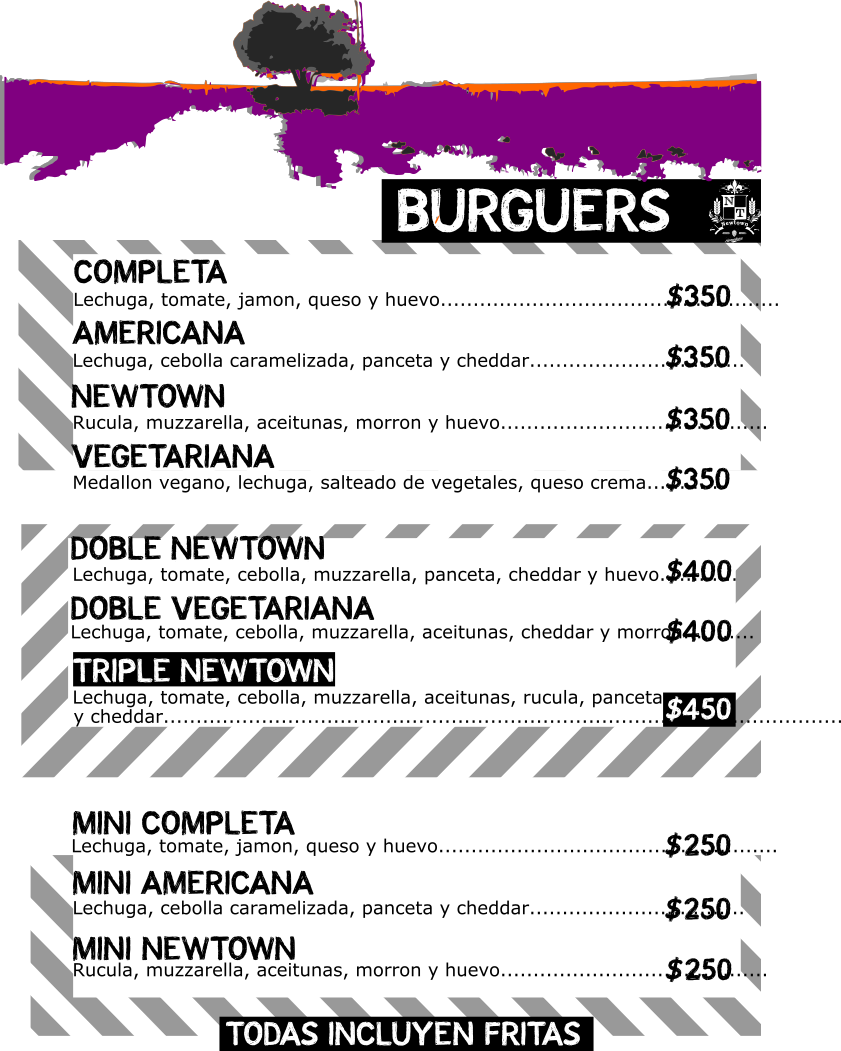 BURGUERS
N T
Newtown
COMPLETA
Lechuga, tomate, jamon, queso y huevo.................................................... $350
AMERICANA
Lechuga, cebolla caramelizada, panceta y cheddar................................. $350
NEWTOWN
Rucula, muzzarella, aceitunas, morron y huevo......................................... $350
VEGETARIANA
Medallon vegano, lechuga, salteado de vegetales, queso crema............ $350
DOBLE NEWTOWN
Lechuga, tomate, cebolla, muzzarella, panceta, cheddar y huevo............ $400
DOBLE VEGETARIANA
Lechuga, tomate, cebolla, muzzarella, aceitunas, cheddar y morron........... $400
TRIPLE NEWTOWN
Lechuga, tomate, cebolla, muzzarella, aceitunas, rucula, panceta
y cheddar........................................................................................................ $450
MINI COMPLETA
Lechuga, tomate, jamon, queso y huevo.................................................... $250
MINI AMERICANA
Lechuga, cebolla caramelizada, panceta y cheddar................................. $250
MINI NEWTOWN
Rucula, muzzarella, aceitunas, morron y huevo......................................... $250
TODAS INCLUYEN FRITAS